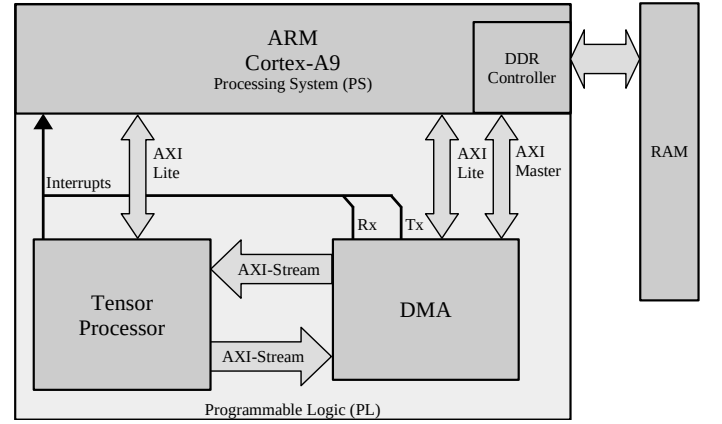 ARM
Cortex-A9
Processing System (PS)
DDR
Controller
RAM
AXI
Lite
AXI
Lite
AXI
Master
Interrupts
Rx
Tx
AXI-Stream
Tensor
Processor
DMA
AXI-Stream
Programmable Logic (PL)